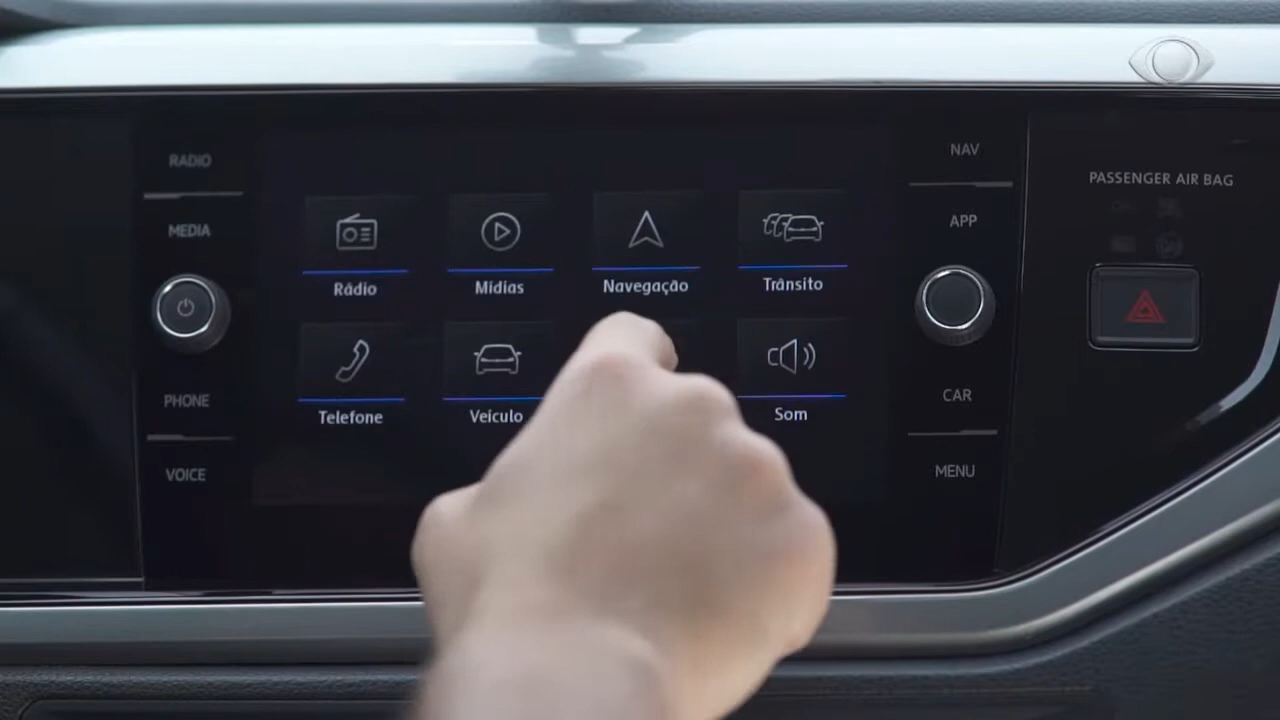 RADIO
MEDIA
PHONE
VOICE
Rádio
Mídias
Navegação
Trânsito
Telefone
Veículo
Som
NAV
APP
CAR
MENU
PASSENGER AIR BAG